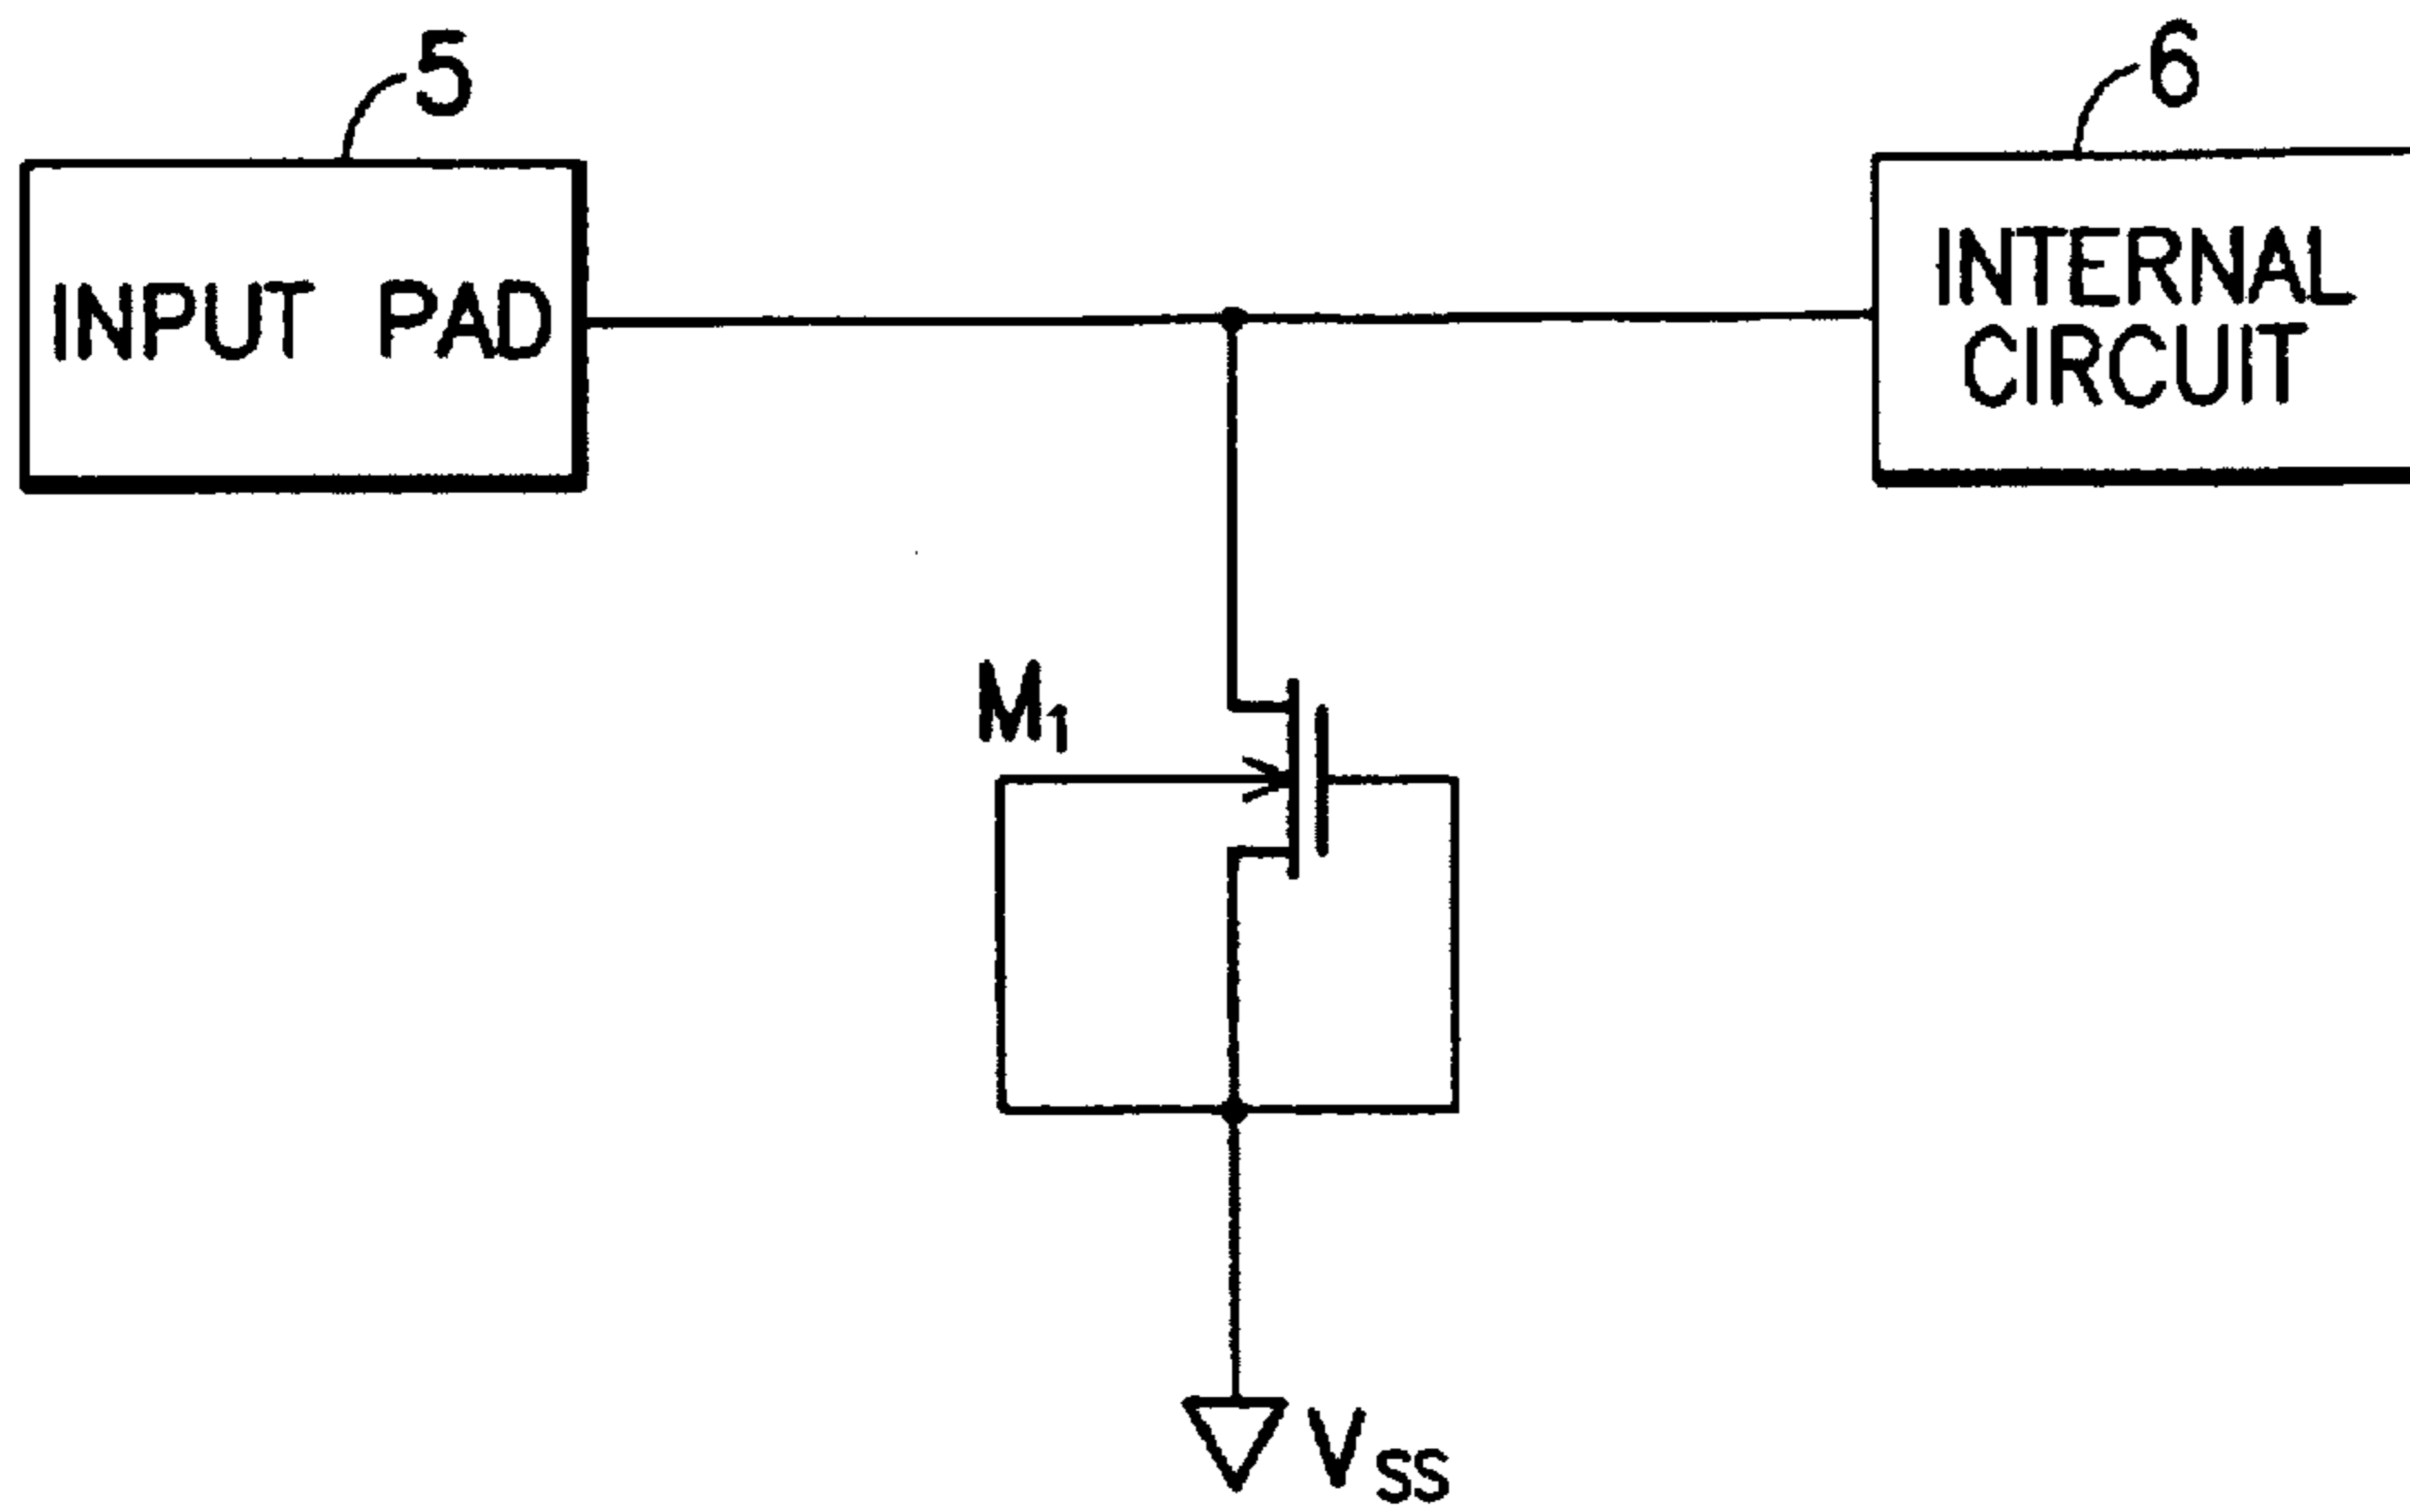 5
6
INPUT PAD
INTERNAL
CIRCUIT
M1
VSS